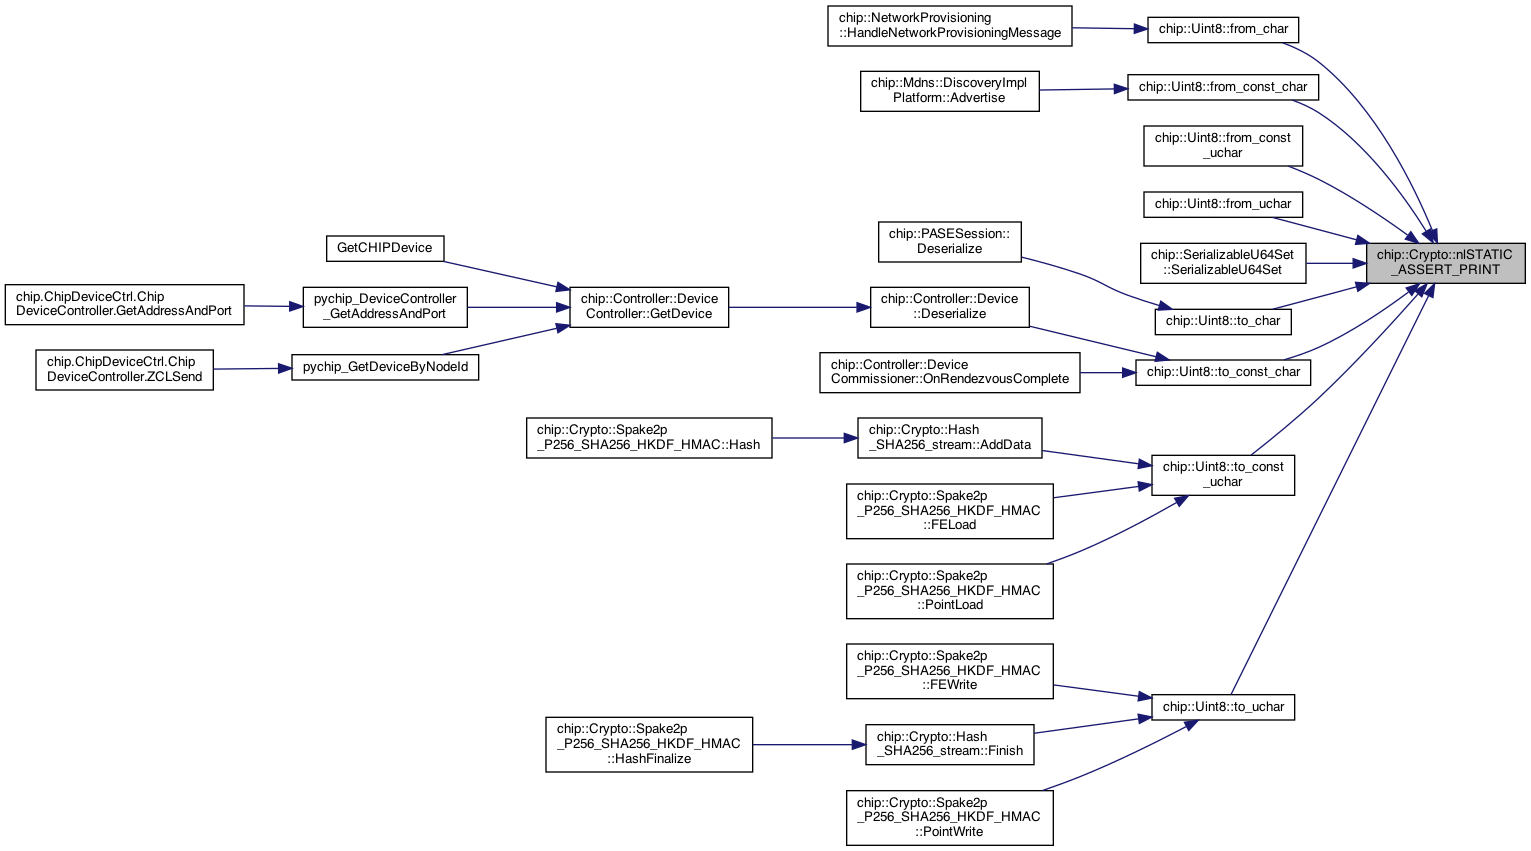 chip::NetworkProvisioning
::HandleNetworkProvisioningMessage
chip::Uint8::from_char
chip::Mdns::DiscoveryImpl
Platform::Advertise
chip::Uint8::from_const_char
chip::Uint8::from_const
_uchar
chip::Uint8::from_uchar
chip::PASESession::
Deserialize
chip::SerializableU64Set
::SerializableU64Set
chip::Crypto::nlSTATIC
_ASSERT_PRINT
GetCHIPDevice
chip.ChipDeviceCtrl.Chip
DeviceController.GetAddressAndPort
pychip_DeviceController
_GetAddressAndPort
chip::Controller::Device
Controller::GetDevice
chip::Controller::Device
::Deserialize
chip::Uint8::to_char
chip.ChipDeviceCtrl.Chip
DeviceController.ZCLSend
pychip_GetDeviceByNodeId
chip::Controller::Device
Commissioner::OnRendezvousComplete
chip::Uint8::to_const_char
chip::Crypto::Spake2p
_P256_SHA256_HKDF_HMAC::Hash
chip::Crypto::Hash
_SHA256_stream::AddData
chip::Uint8::to_const
_uchar
chip::Crypto::Spake2p
_P256_SHA256_HKDF_HMAC
::FELoad
chip::Crypto::Spake2p
_P256_SHA256_HKDF_HMAC
::PointLoad
chip::Crypto::Spake2p
_P256_SHA256_HKDF_HMAC
::FEWrite
chip::Uint8::to_uchar
chip::Crypto::Spake2p
_P256_SHA256_HKDF_HMAC
::HashFinalize
chip::Crypto::Hash
_SHA256_stream::Finish
chip::Crypto::Spake2p
_P256_SHA256_HKDF_HMAC
::PointWrite